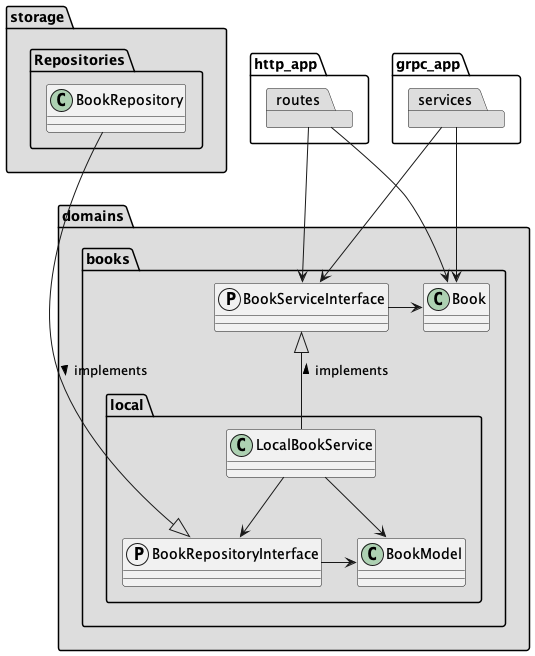 storage
Repositories
C BookRepository
http_app
routes
grpc_app
services
domains
books
P BookServiceInterface
C Book
implements
implements
local
C LocalBookService
P BookRepositoryInterface
C BookModel